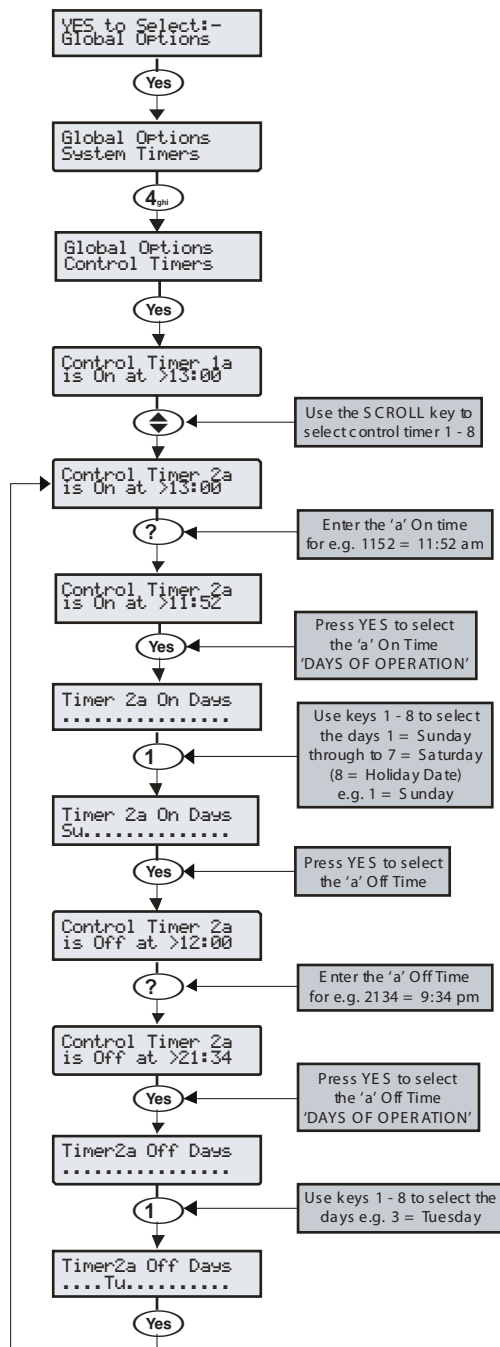 YES to Select:-
Global Options
Yes
Global Options
System Timers
4ghi
Global Options
Control Timers
Yes
Control Timer 1a
is On at >13:00
Use the SCROLL key to
select control timer 1 - 8
Control Timer 2a
is On at >13:00
?
Enter the ‘a’ On time
for e.g. 1152 = 11:52 am
Control Timer 2a
is On at >11:52
Yes
Press YES to select
the ‘a’ On Time
‘DAYS OF OPERATION’
Timer 2a On Days
................
1
Use keys 1 - 8 to select
the days 1 = Sunday
through to 7 = Saturday
(8 = Holiday Date)
e.g. 1 = Sunday
Timer 2a On Days
Su..............
Yes
Press YES to select
the ‘a’ Off Time
Control Timer 2a
is Off at >12:00
?
Enter the ‘a’ Off Time
for e.g. 2134 = 9:34 pm
Control Timer 2a
is Off at >21:34
Yes
Press YES to select
the ‘a’ Off Time
‘DAYS OF OPERATION’
Timer2a Off Days
................
1
Use keys 1 - 8 to select the
days e.g. 3 = Tuesday
Timer2a Off Days
....Tu..........
Yes